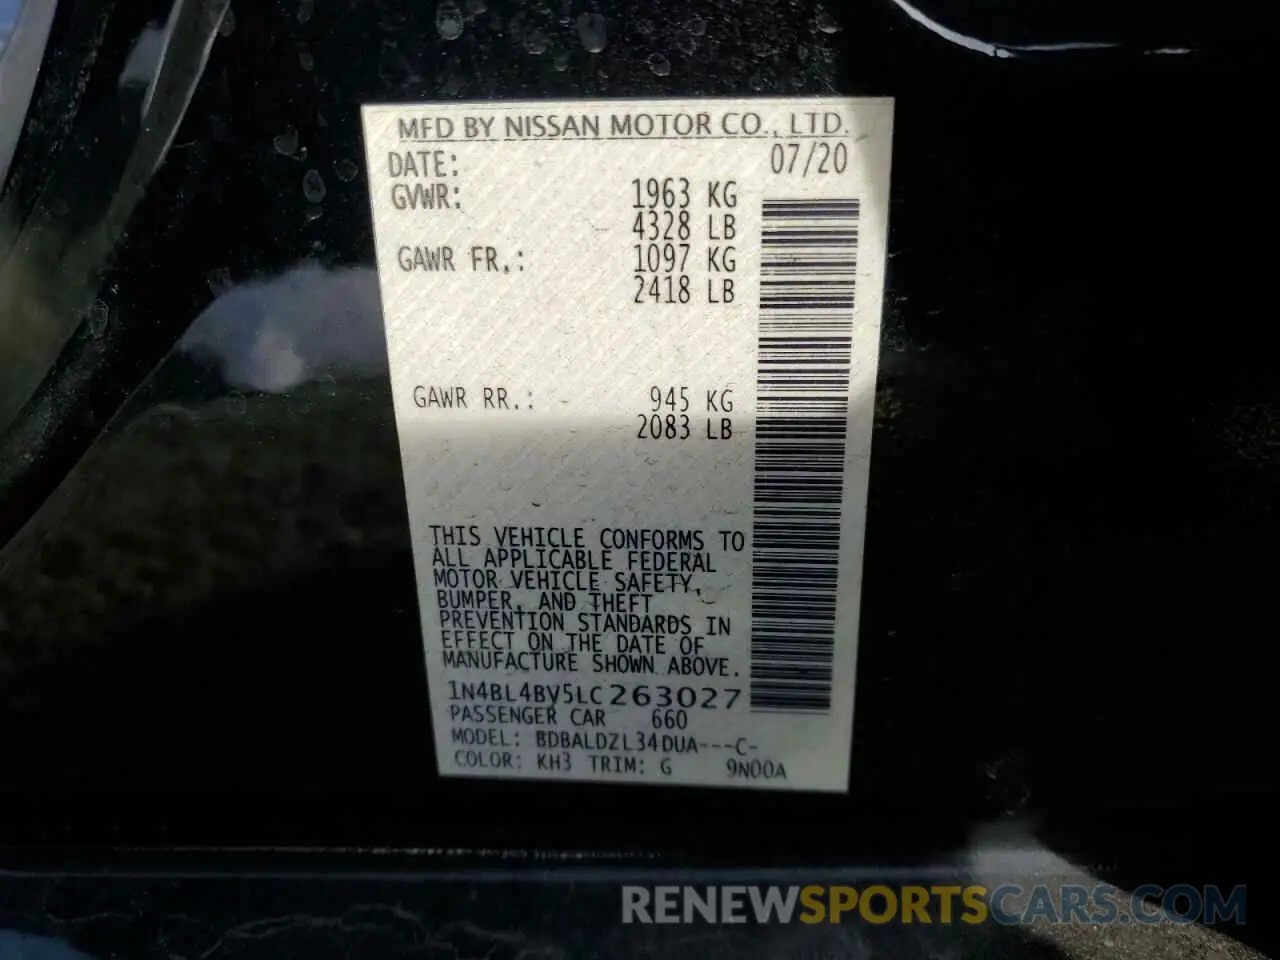 MFD BY NISSAN MOTOR CO., LTD.
DATE: 07/20
GVWR: 1963 KG
4328 LB
GAWR FR.: 1097 KG
2418 LB
GAWR RR.: 945 KG
2083 LB
THIS VEHICLE CONFORMS TO
ALL APPLICABLE FEDERAL
MOTOR VEHICLE SAFETY,
BUMPER, AND THEFT
PREVENTION STANDARDS IN
EFFECT ON THE DATE OF
MANUFACTURE SHOWN ABOVE.
1N4BL4BV5LC263027
PASSENGER CAR 660
MODEL: BDBALDZL34DUA---C-
COLOR: KH3 TRIM: G 9N00A
RENEWSPORTSCARS.COM